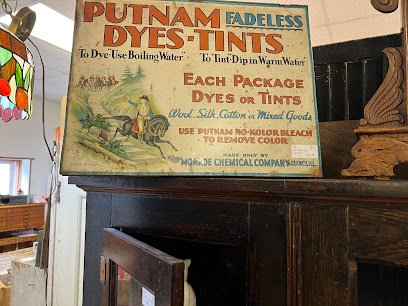 PUTNAM FADELESS
DYES-TINTS
To Dye "Use Boiling Water" To Tint-Dip in Warm Water
EACH PACKAGE
DYES OR TINTS
Wool, Silk, Cotton or Mixed Goods
USE PUTNAM NO-KOLOR BLEACH
- TO REMOVE COLOR
MADE ONLY BY
MONROE CHEMICAL COMPANY QUINCY, ILL.